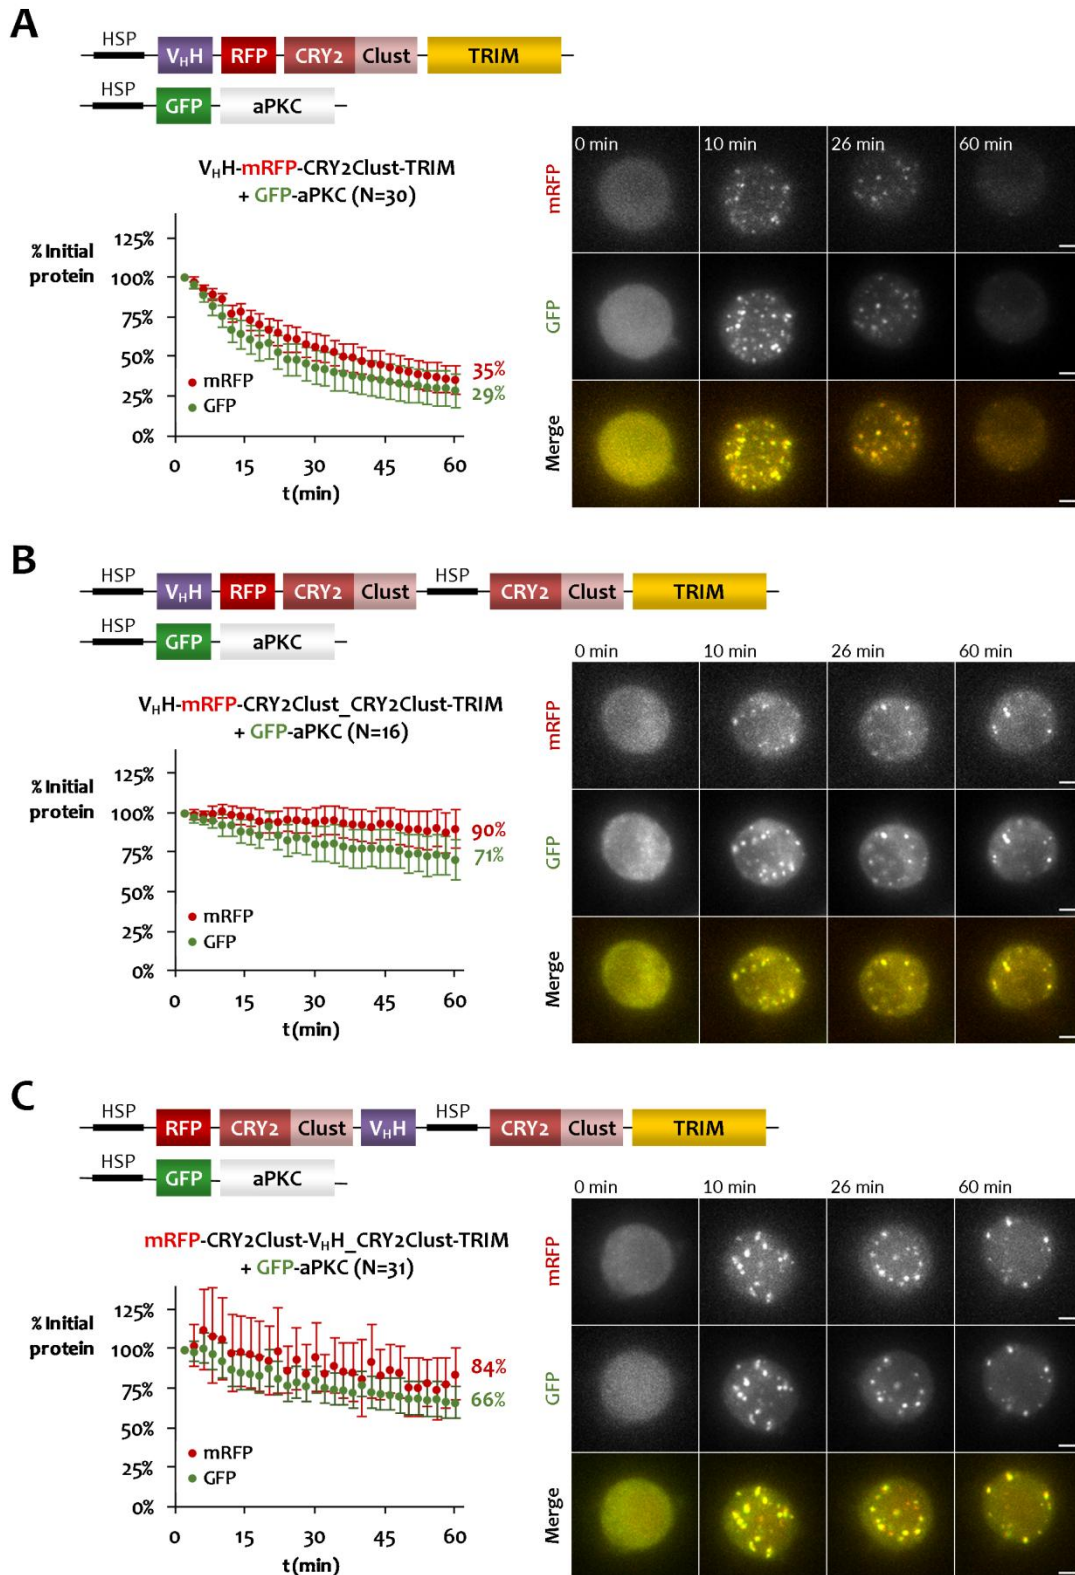 A
HSP
VHH RFP CRY2 Clust TRIM
HSP
GFP aPKC
VHH-mRFP-CRY2Clust-TRIM
+ GFP-aPKC (N=30)
% Initial
protein
125%
100%
75%
50%
25%
0%
mRFP
GFP
35%
29%
0 15 30 45 60
t (min)
0 min 10 min 26 min 60 min
mRFP
GFP
Merge
B
HSP HSP
VHH RFP CRY2 Clust CRY2 Clust TRIM
HSP
GFP aPKC
VHH-mRFP-CRY2Clust_CRY2Clust-TRIM
+ GFP-aPKC (N=16)
% Initial
protein
125%
100%
75%
50%
25%
0%
mRFP
GFP
90%
71%
0 15 30 45 60
t (min)
0 min 10 min 26 min 60 min
mRFP
GFP
Merge
C
HSP HSP
RFP CRY2 Clust VHH CRY2 Clust TRIM
HSP
GFP aPKC
mRFP-CRY2Clust-VHH_CRY2Clust-TRIM
+ GFP-aPKC (N=31)
% Initial
protein
125%
100%
75%
50%
25%
0%
mRFP
GFP
84%
66%
0 15 30 45 60
t (min)
0 min 10 min 26 min 60 min
mRFP
GFP
Merge